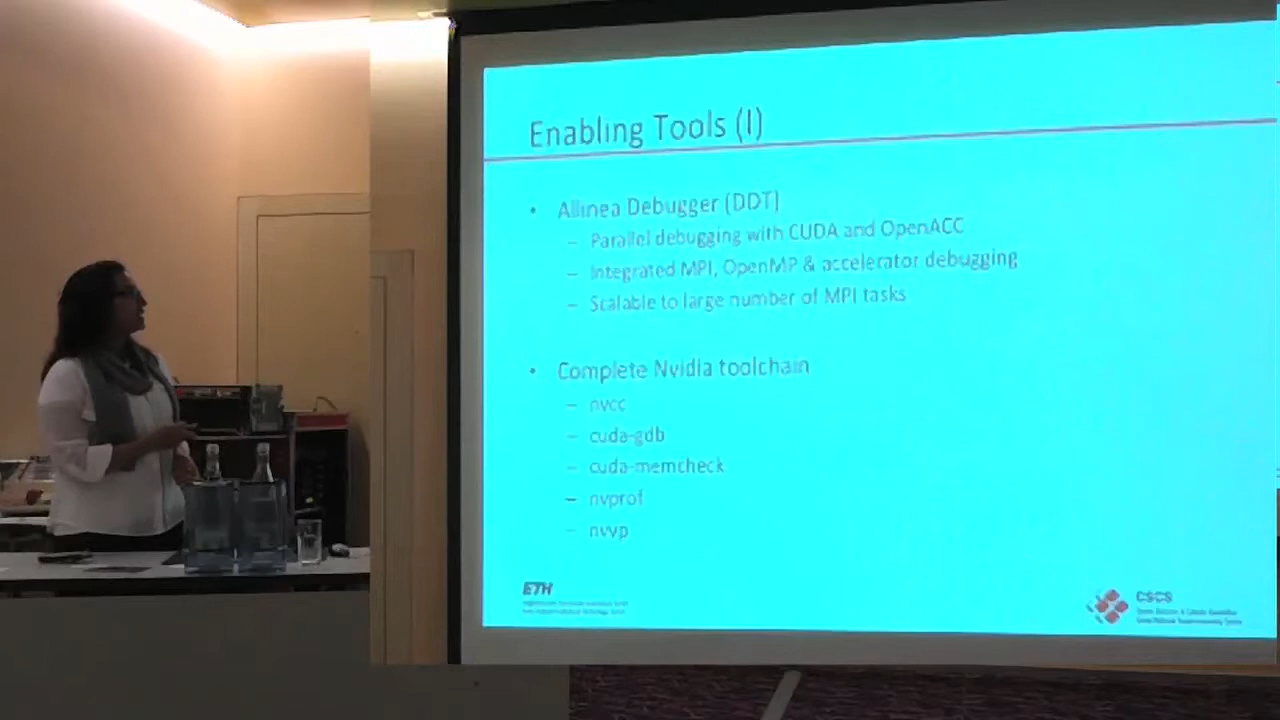 Enabling Tools (I)
• Allinea Debugger (DDT)
– Parallel debugging with CUDA and OpenACC
– Integrated MPI, OpenMP & accelerator debugging
– Scalable to large number of MPI tasks
• Complete Nvidia toolchain
– nvcc
– cuda-gdb
– cuda-memcheck
– nvprof
– nvvp
ETH
CSCS